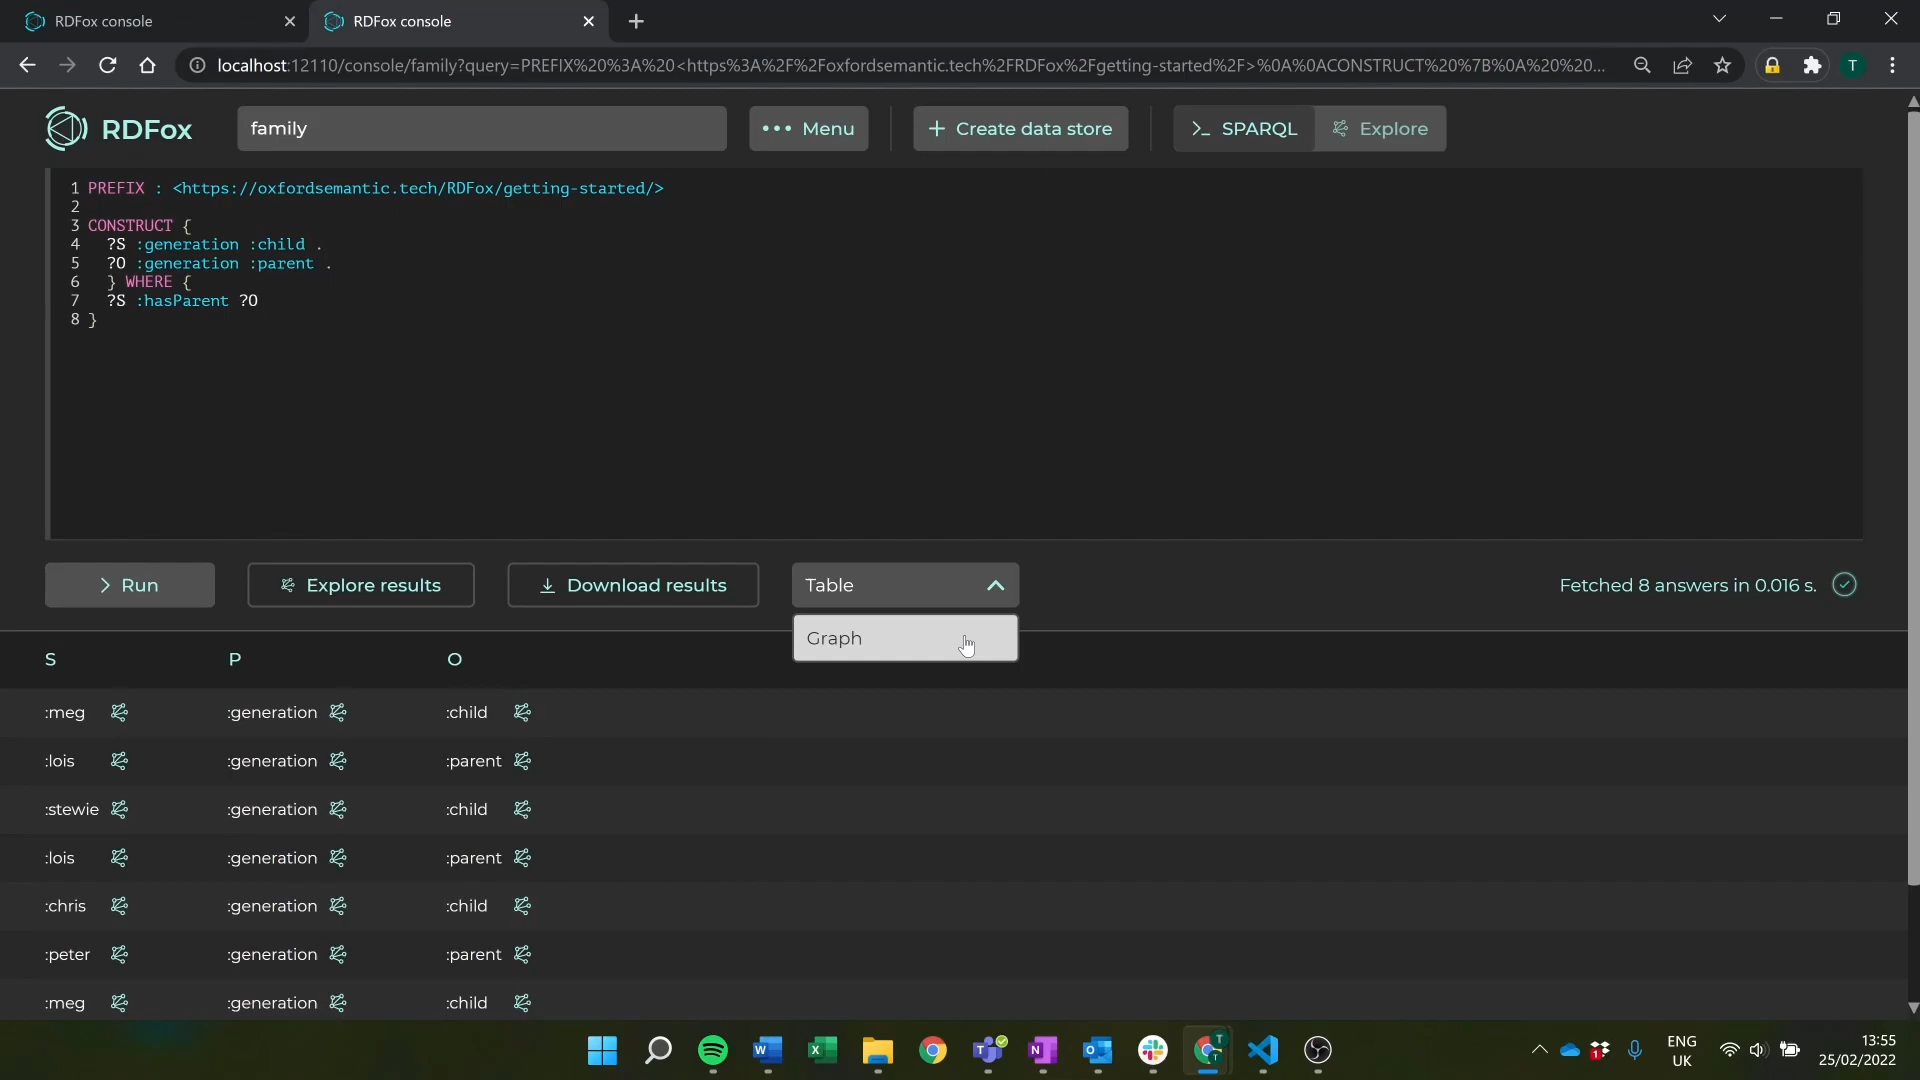 RDFox console
RDFox console
localhost:12110/console/family?query=PREFIX%20%3A%20<https%3A%2F%2Foxfordsemantic.tech%2FRDFox%2Fgetting-started%2F>%0A%0ACONSTRUCT%20%7B%0A%20%20...
T
RDFox
family
Menu
Create data store
SPARQL
Explore
1 PREFIX : <https://oxfordsemantic.tech/RDFox/getting-started/>
2
3 CONSTRUCT {
4 ?S :generation :child .
5 ?O :generation :parent .
6 } WHERE {
7 ?S :hasParent ?O
8 }
Run
Explore results
Download results
Table
Fetched 8 answers in 0.016 s.
Graph
S P O
:meg :generation :child
:lois :generation :parent
:stewie :generation :child
:lois :generation :parent
:chris :generation :child
:peter :generation :parent
:meg :generation :child
ENG
UK
13:55
25/02/2022